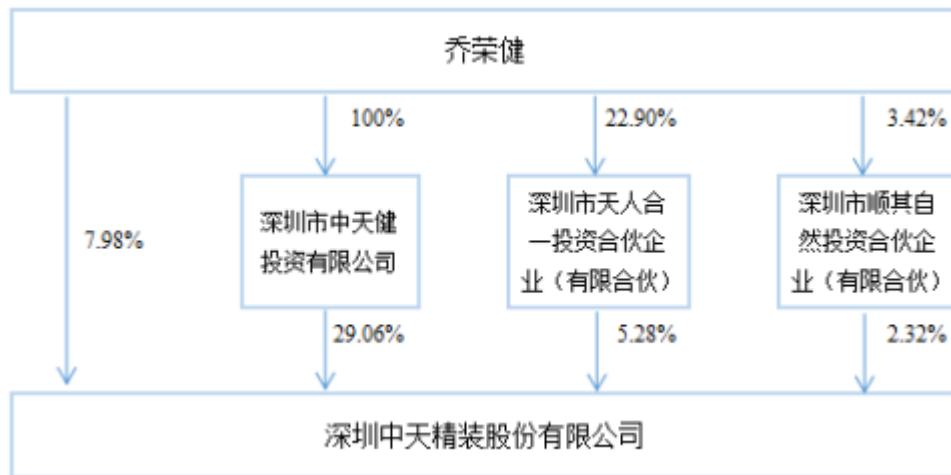 乔荣健
100%
22.90%
3.42%
7.98%
深圳市中天健
投资有限公司
深圳市天人合
一投资合伙企
业（有限合伙）
深圳市顺其自
然投资合伙企
业（有限合伙）
29.06%
5.28%
2.32%
深圳中天精装股份有限公司